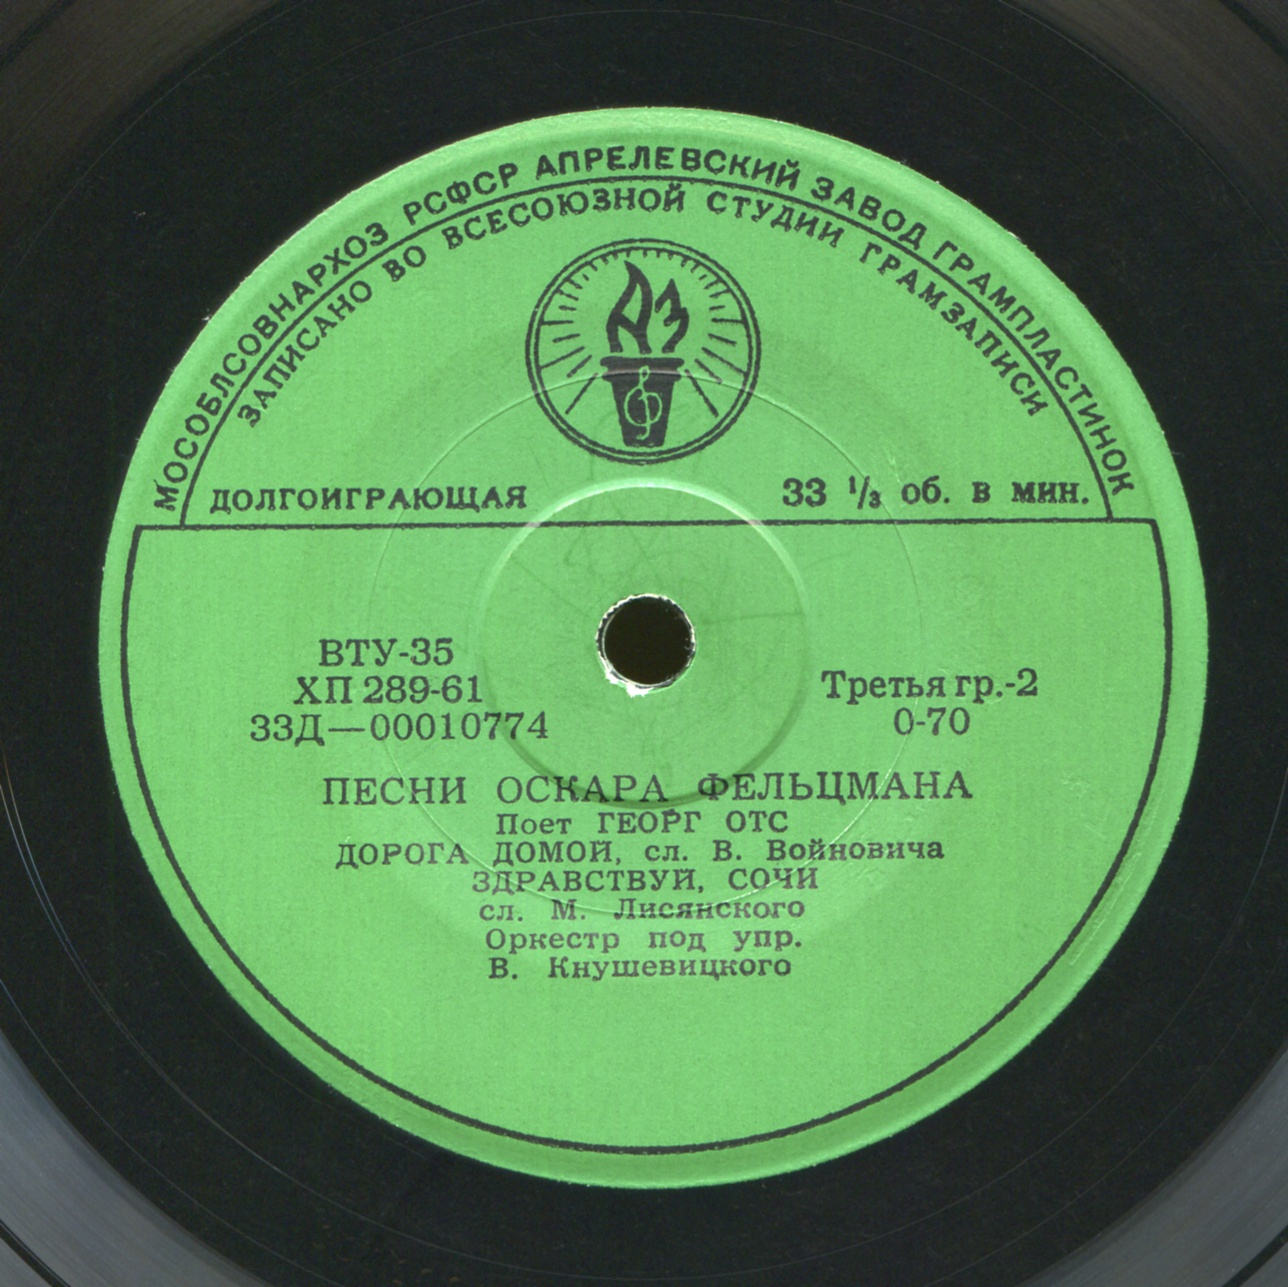 МОСОБЛСОВНАРХОЗ РСФСР АПРЕЛЕВСКИЙ ЗАВОД ГРАМПЛАСТИНОК
ЗАПИСАНО ВО ВСЕСОЮЗНОЙ СТУДИИ ГРАМЗАПИСИ
АЗ
ДОЛГОИГРАЮЩАЯ 33 ⅓ об. в мин.
ВТУ-35
ХП 289-61
33Д—00010774
Третья гр.-2
0-70
ПЕСНИ ОСКАРА ФЕЛЬЦМАНА
Поет ГЕОРГ ОТС
ДОРОГА ДОМОЙ, сл. В. Войновича
ЗДРАВСТВУЙ, СОЧИ
сл. М. Лисянского
Оркестр под упр.
В. Кнушевицкого